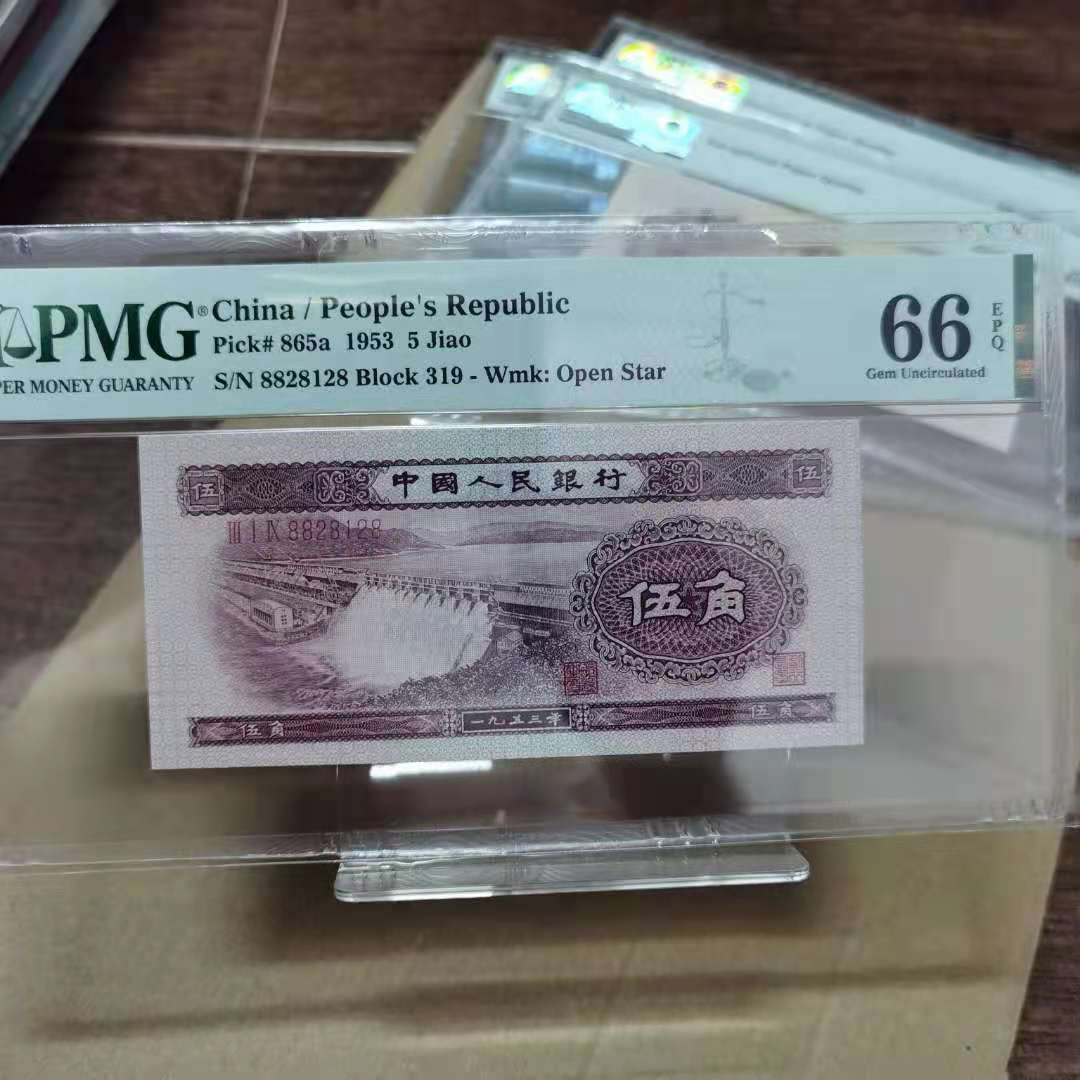 PMG®
PER MONEY GUARANTY
China / People's Republic
Pick# 865a 1953 5 Jiao
S/N 8828128 Block 319 - Wmk: Open Star
66 EPQ
Gem Uncirculated
伍 中國人民銀行 伍
III I IX 8828128
伍角
伍角 一九五三年 伍角